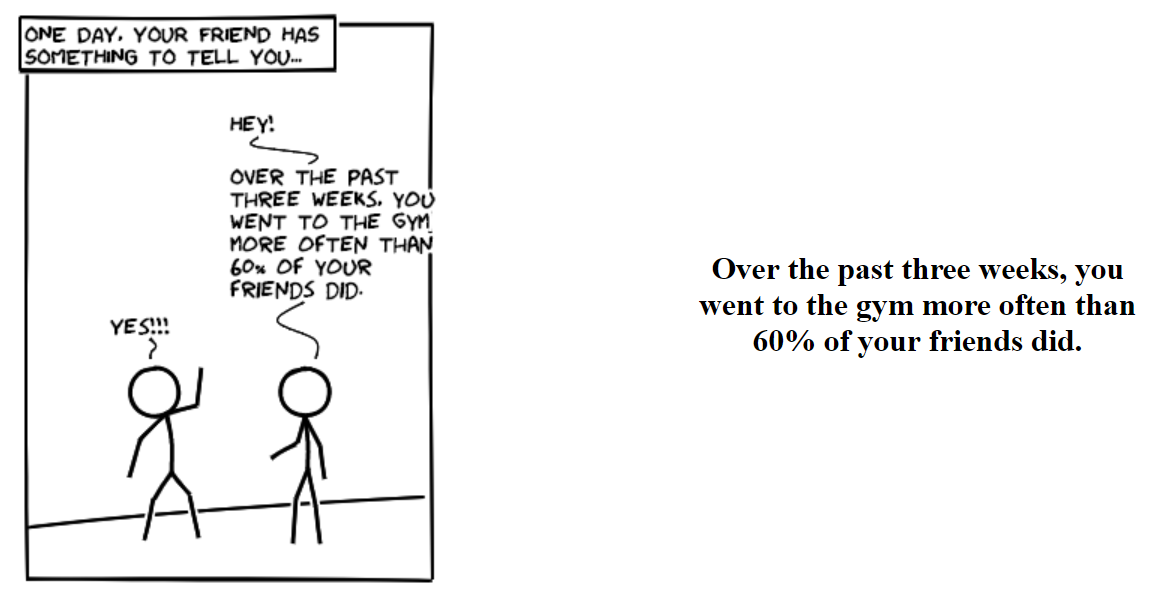 ONE DAY, YOUR FRIEND HAS
SOMETHING TO TELL YOU...
HEY!
OVER THE PAST
THREE WEEKS, YOU
WENT TO THE GYM
MORE OFTEN THAN
60% OF YOUR
FRIENDS DID.
YES!!!
Over the past three weeks, you
went to the gym more often than
60% of your friends did.